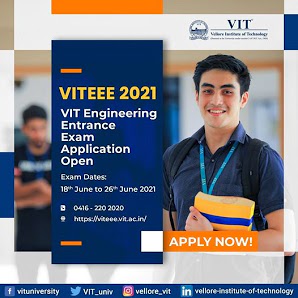 VIT
Vellore Institute of Technology
VITEEE 2021
VIT Engineering
Entrance
Exam
Application
Open
Exam Dates:
18th June to 26th June 2021
0416 - 220 2020
https://viteee.vit.ac.in/
APPLY NOW!
vituniversity VIT_univ vellore_vit vellore-institute-of-technology